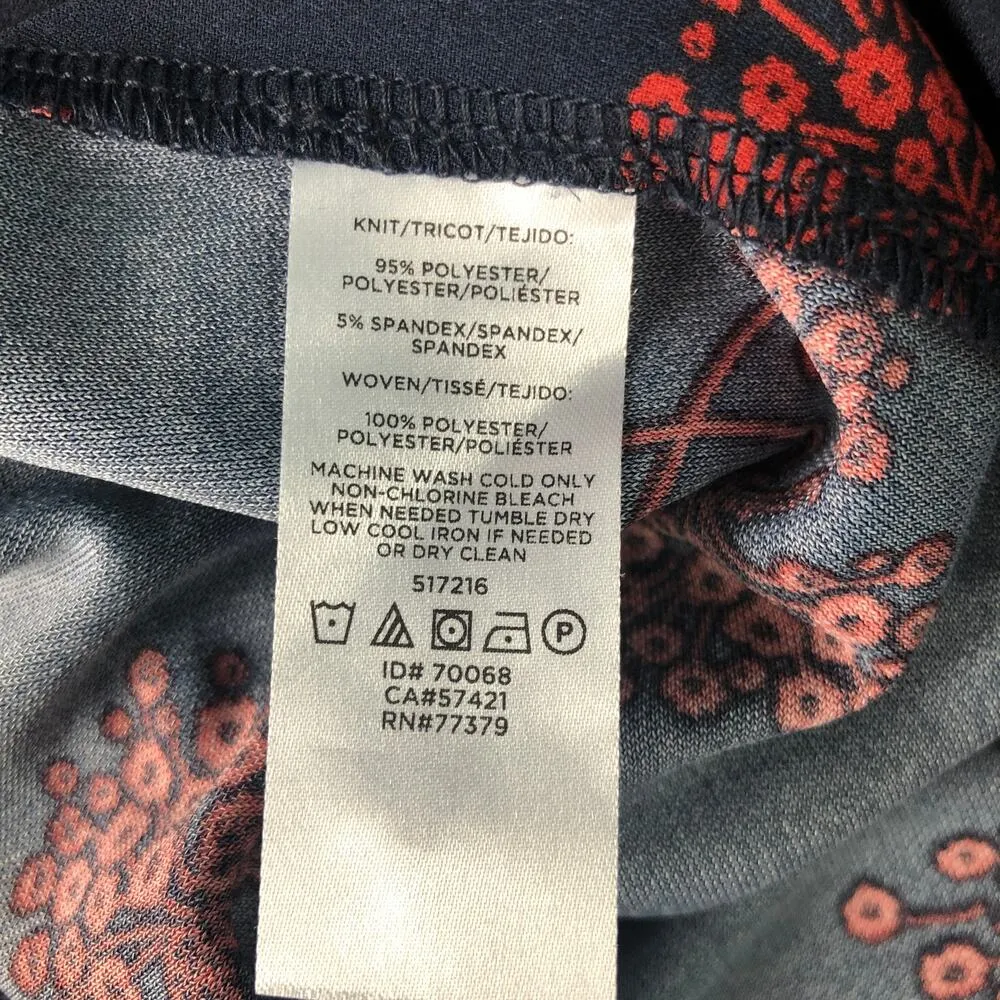 KNIT/TRICOT/TEJIDO:
95% POLYESTER/
POLYESTER/POLIÉSTER
5% SPANDEX/SPANDEX/
SPANDEX
WOVEN/TISSÉ/TEJIDO:
100% POLYESTER/
POLYESTER/POLIÉSTER
MACHINE WASH COLD ONLY
NON-CHLORINE BLEACH
WHEN NEEDED TUMBLE DRY
LOW COOL IRON IF NEEDED
OR DRY CLEAN
517216
P
ID# 70068
CA#57421
RN#77379